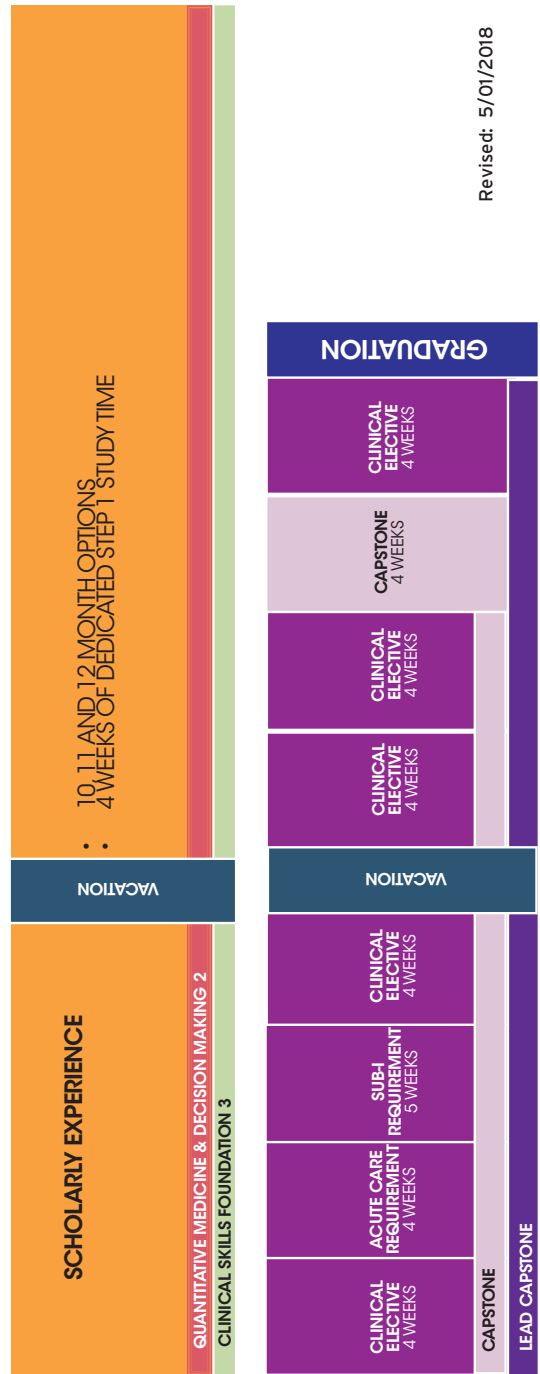 SCHOLARLY EXPERIENCE
VACATION
• 10, 11 AND 12 MONTH OPTIONS
• 4 WEEKS OF DEDICATED STEP 1 STUDY TIME
QUANTITATIVE MEDICINE & DECISION MAKING 2
CLINICAL SKILLS FOUNDATION 3
CLINICAL
ELECTIVE
4 WEEKS
ACUTE CARE
REQUIREMENT
4 WEEKS
SUB-I
REQUIREMENT
5 WEEKS
CLINICAL
ELECTIVE
4 WEEKS
VACATION
CLINICAL
ELECTIVE
4 WEEKS
CLINICAL
ELECTIVE
4 WEEKS
CAPSTONE
4 WEEKS
CLINICAL
ELECTIVE
4 WEEKS
GRADUATION
CAPSTONE
LEAD CAPSTONE
Revised: 5/01/2018